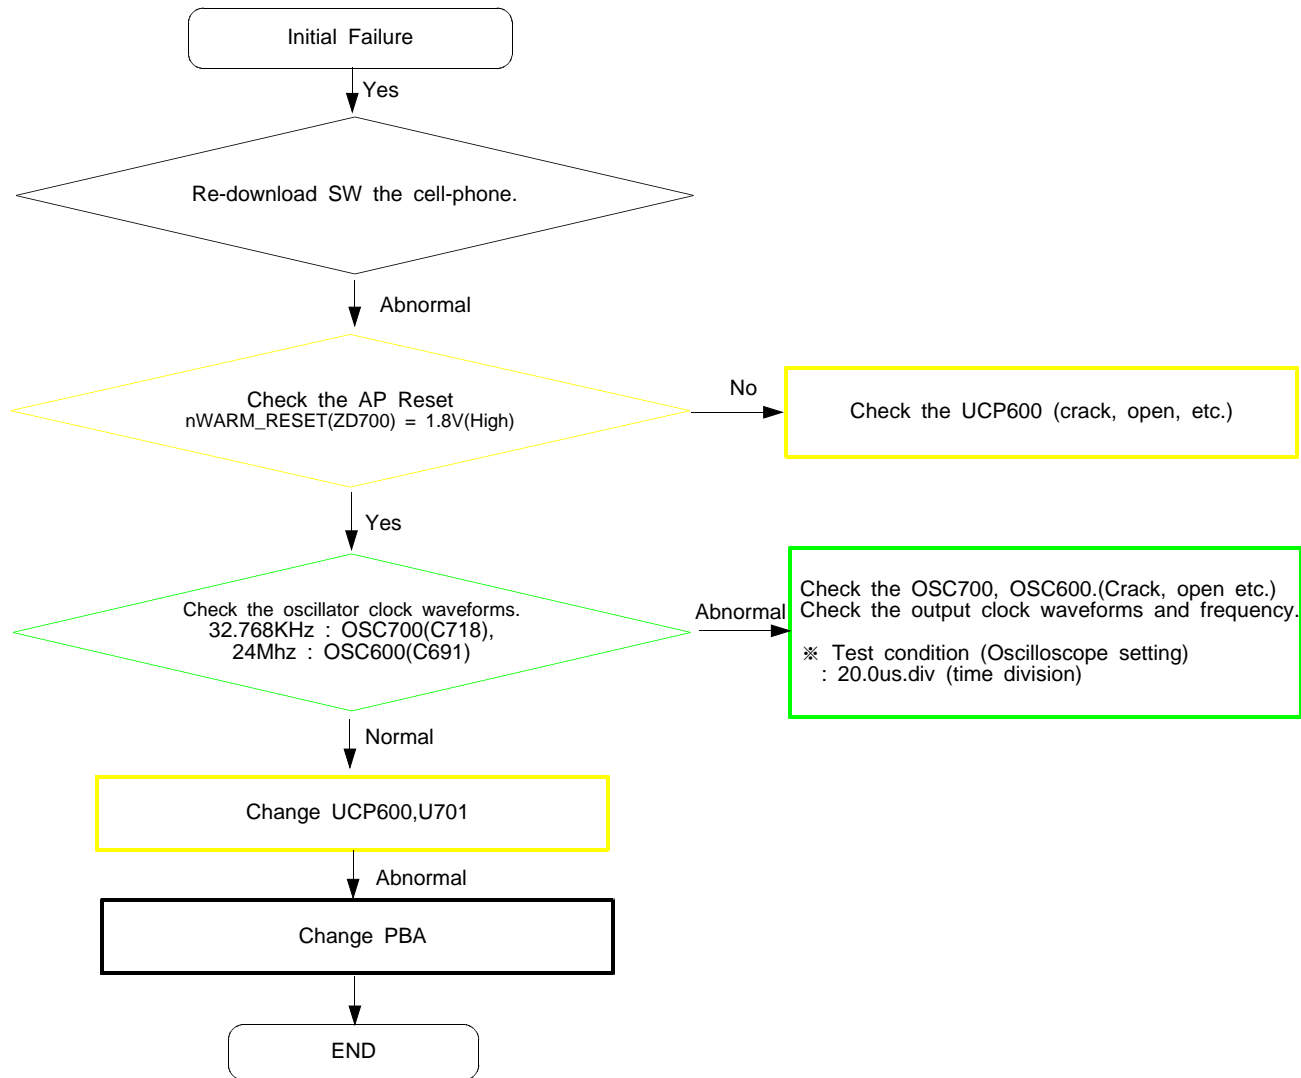 Initial Failure
Yes
Re-download SW the cell-phone.
Abnormal
Check the AP Reset
nWARM_RESET(ZD700) = 1.8V(High)
No
Check the UCP600 (crack, open, etc.)
Yes
Check the oscillator clock waveforms.
32.768KHz : OSC700(C718),
24Mhz : OSC600(C691)
Abnormal
Check the OSC700, OSC600.(Crack, open etc.)
Check the output clock waveforms and frequency.
※ Test condition (Oscilloscope setting)
: 20.0us.div (time division)
Normal
Change UCP600,U701
Abnormal
Change PBA
END